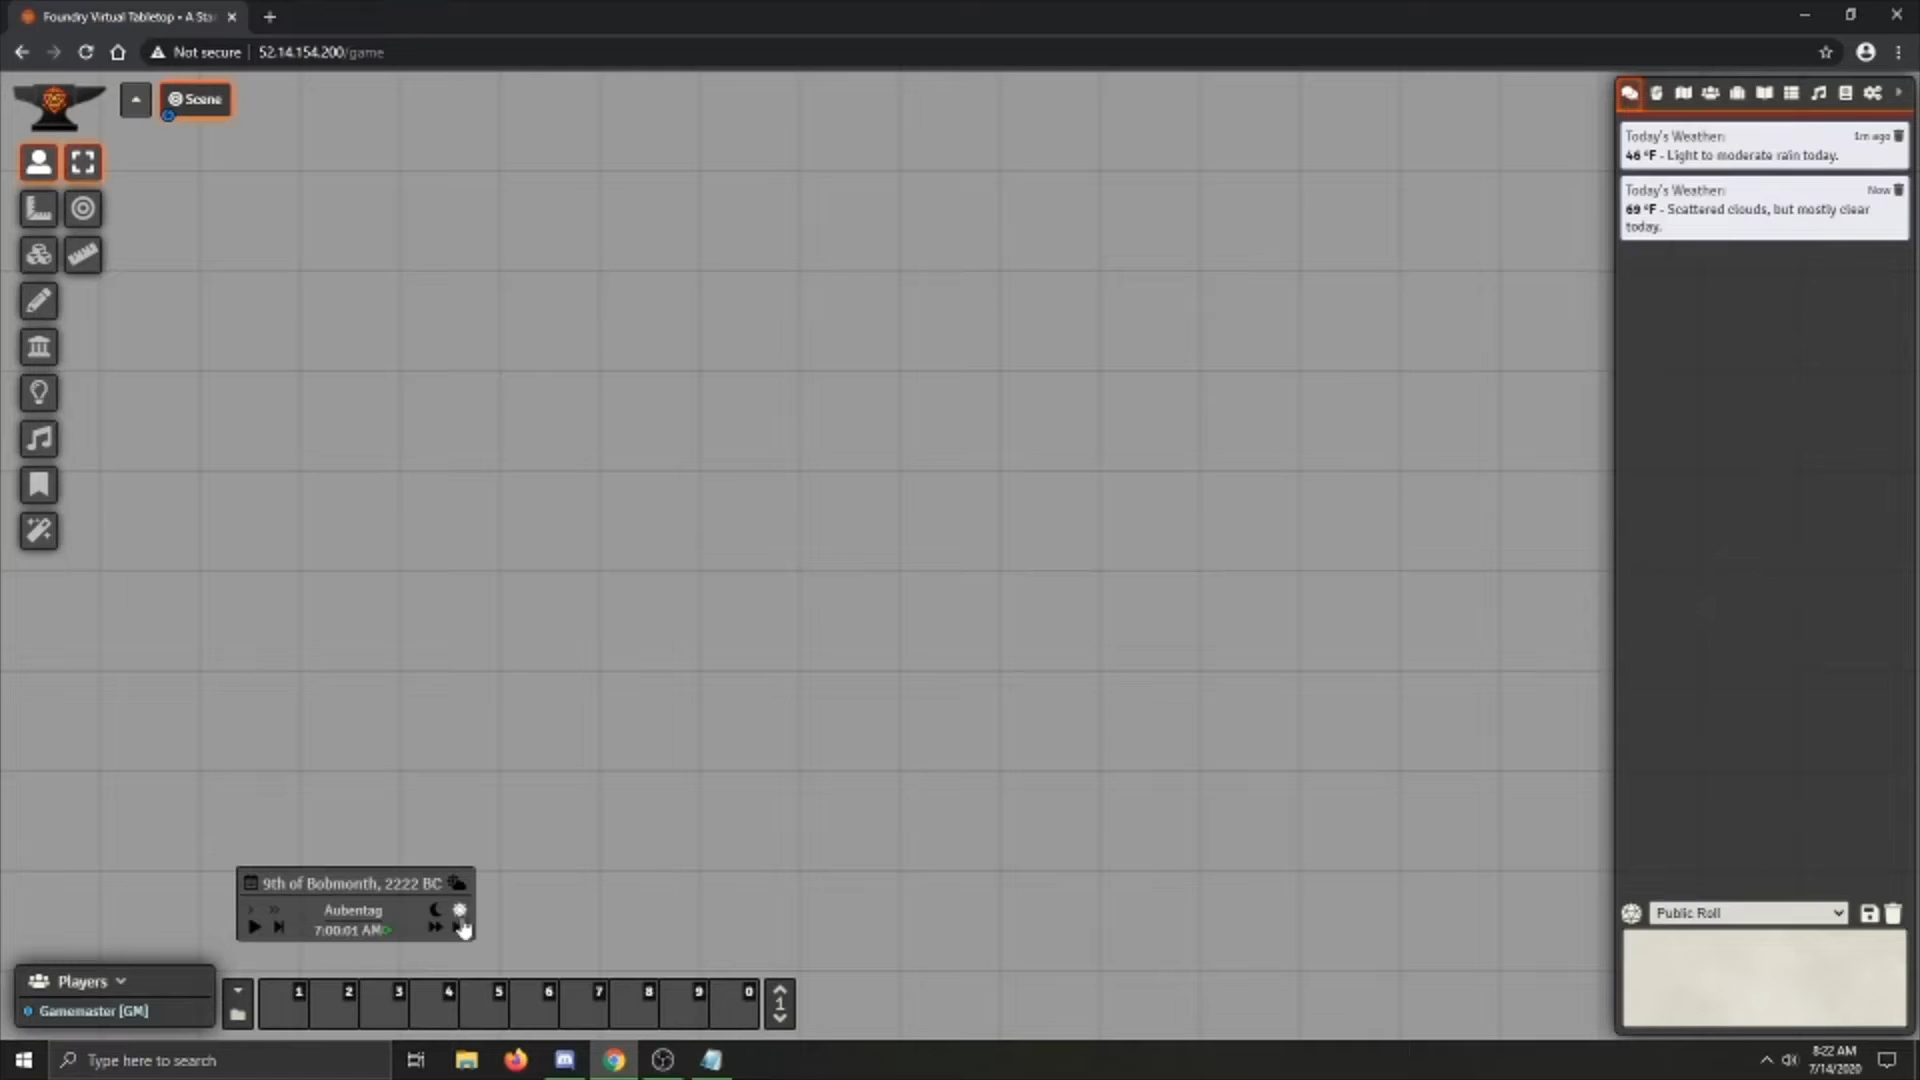 Foundry Virtual Tabletop • A Sta
Not secure
52.14.154.200/game
Scene
Today's Weather:
1m ago
46 °F - Light to moderate rain today.
Today's Weather:
Now
69 °F - Scattered clouds, but mostly clear
today.
9th of Bobmonth, 2222 BC
Aubentag
7:00:01 AM
Public Roll
Players
Gamemaster [GM]
1 2 3 4 5 6 7 8 9 0
1
Type here to search
8:22 AM
7/14/2020